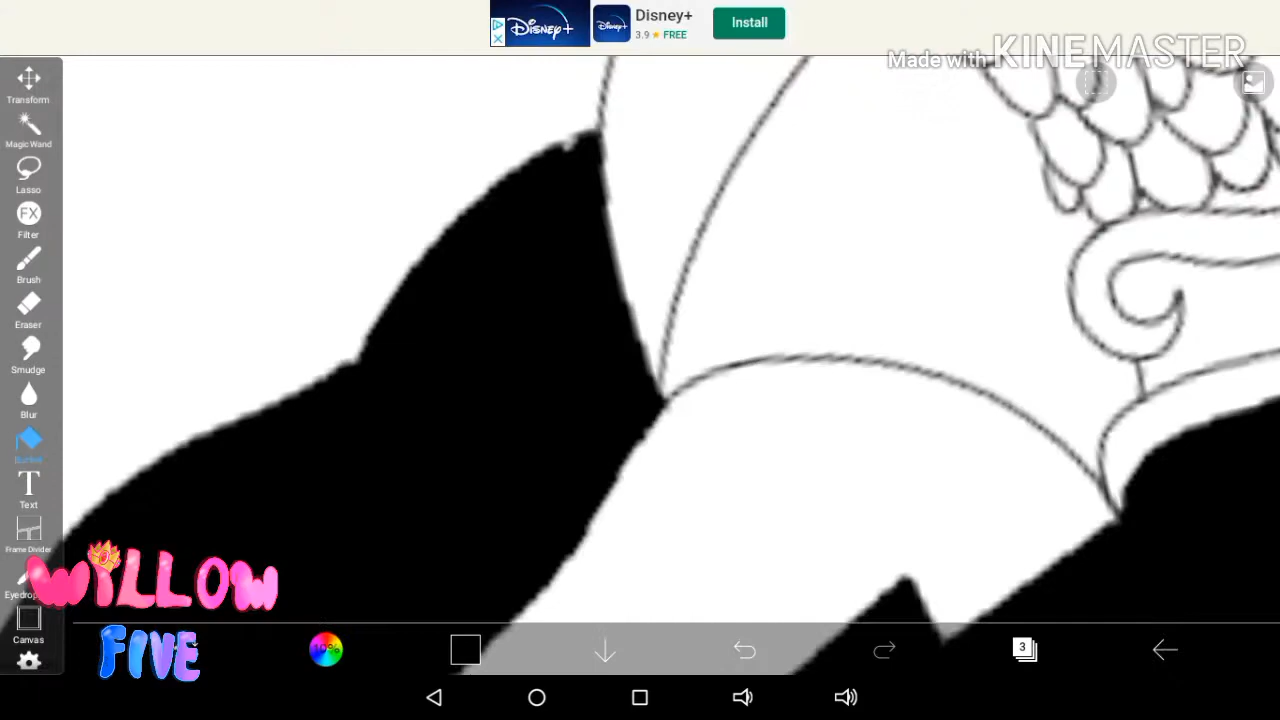 Disney+
Disney+
Install
Disney+
3.9 ★ FREE
Made with KINEMASTER
Transform
Magic Wand
Lasso
FX
Filter
Brush
Eraser
Smudge
Blur
T
Text
Frame Divider
WiLLOW
FIVE
Canvas
3